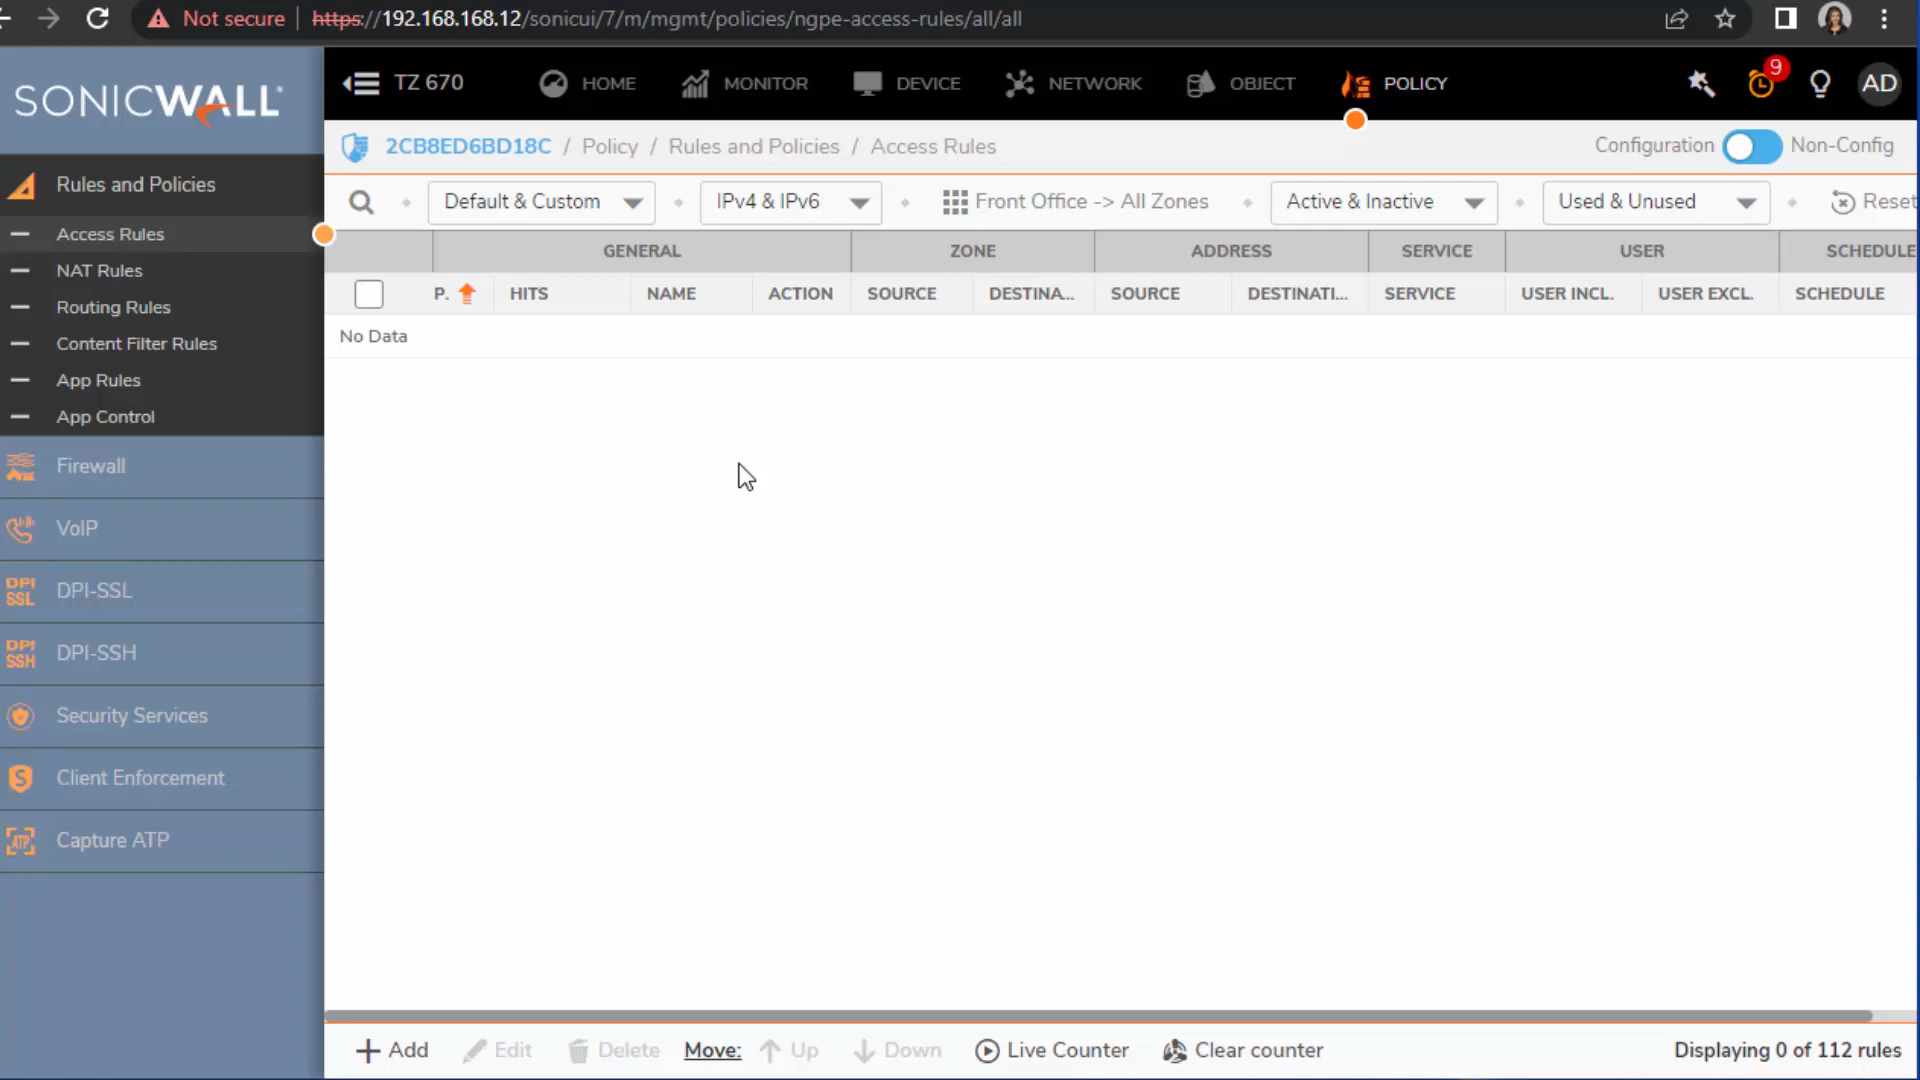 Not secure https://192.168.168.12/sonicui/7/m/mgmt/policies/ngpe-access-rules/all/all
SONICWALL
TZ 670 HOME MONITOR DEVICE NETWORK OBJECT POLICY 9 AD
2CB8ED6BD18C / Policy / Rules and Policies / Access Rules Configuration Non-Config
Default & Custom IPv4 & IPv6 Front Office -> All Zones Active & Inactive Used & Unused Reset
GENERAL ZONE ADDRESS SERVICE USER SCHEDULE
P. HITS NAME ACTION SOURCE DESTINA... SOURCE DESTINATI... SERVICE USER INCL. USER EXCL. SCHEDULE
No Data
Rules and Policies
Access Rules
NAT Rules
Routing Rules
Content Filter Rules
App Rules
App Control
Firewall
VoIP
DPI SSL DPI-SSL
DPI SSH DPI-SSH
Security Services
S Client Enforcement
ATP Capture ATP
Add Edit Delete Move: Up Down Live Counter Clear counter Displaying 0 of 112 rules